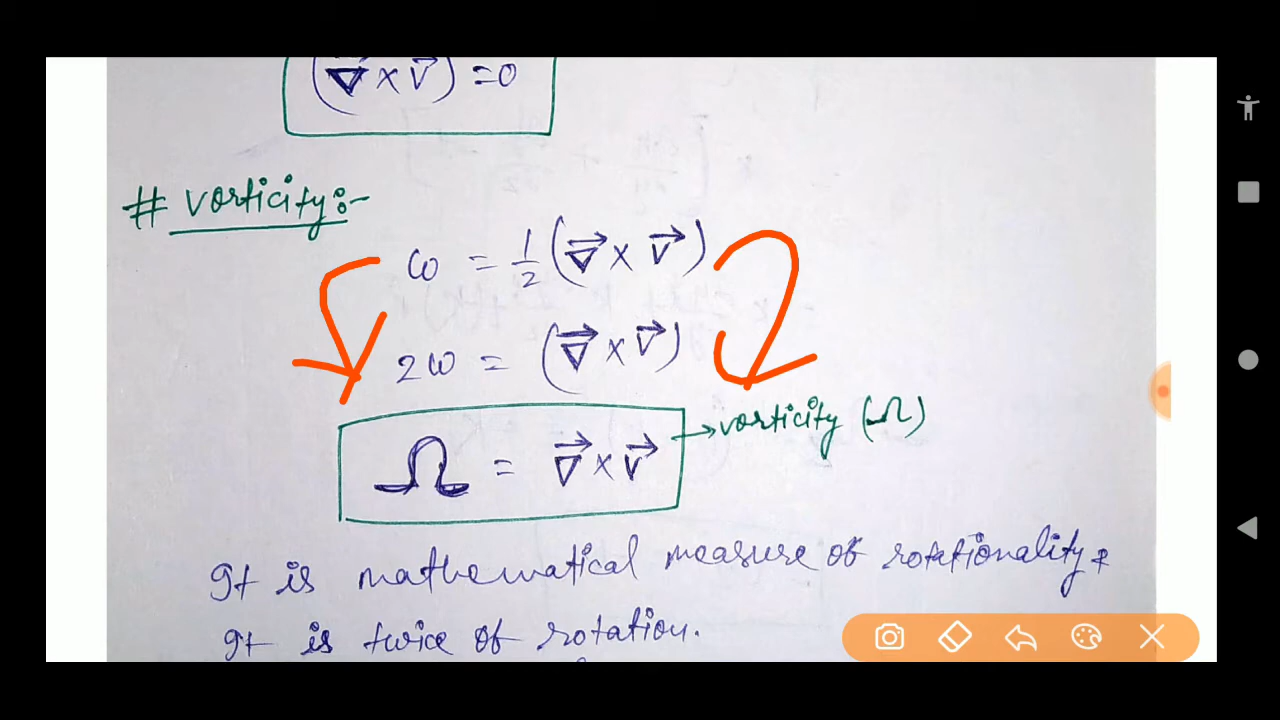 (∇⃗ × V⃗) = 0
# Vorticity:-
ω = 1/2 (∇⃗ × V⃗)
2ω = (∇⃗ × V⃗)
Ω = ∇⃗ × V⃗ → vorticity (Ω)
It is mathematical measure of rotationality &
It is twice of rotation.